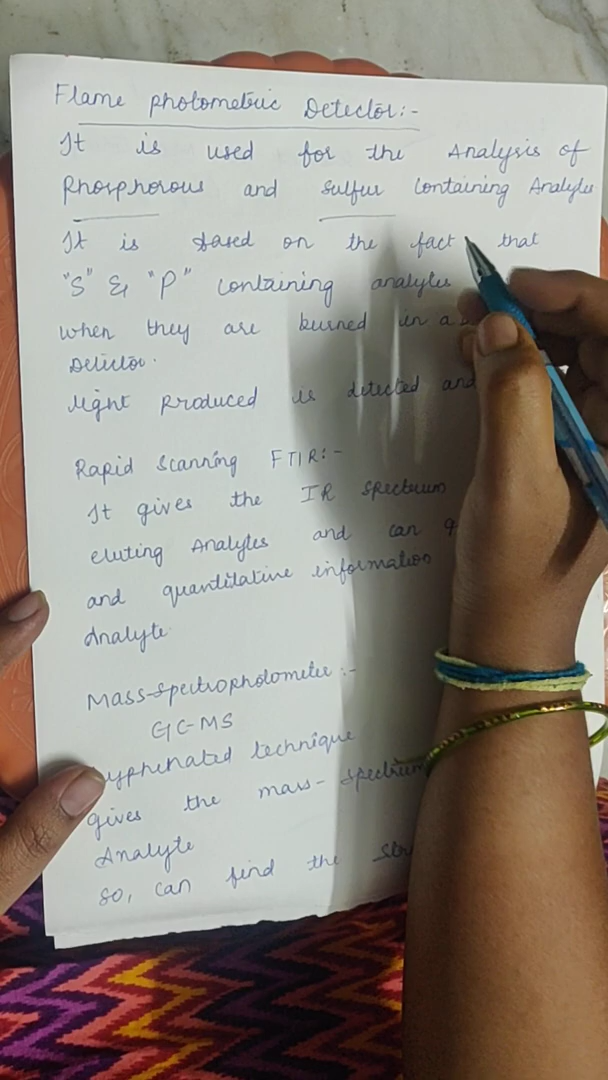 Flame photometric Detector:-
It is used for the Analysis of
Phosphorous and sulfur containing Analytes
It is based on the fact that
"S" & "P" containing analytes
when they are burned in a
Detector.
Light Produced is detected and
Rapid Scanning FTIR:-
It gives the IR spectrum
eluting Analytes and can
and quantitative information
Analyte
Mass-Spectrophotometer:-
GC-MS
hyphenated technique
gives the mass-spectrum
Analyte
so, can find the